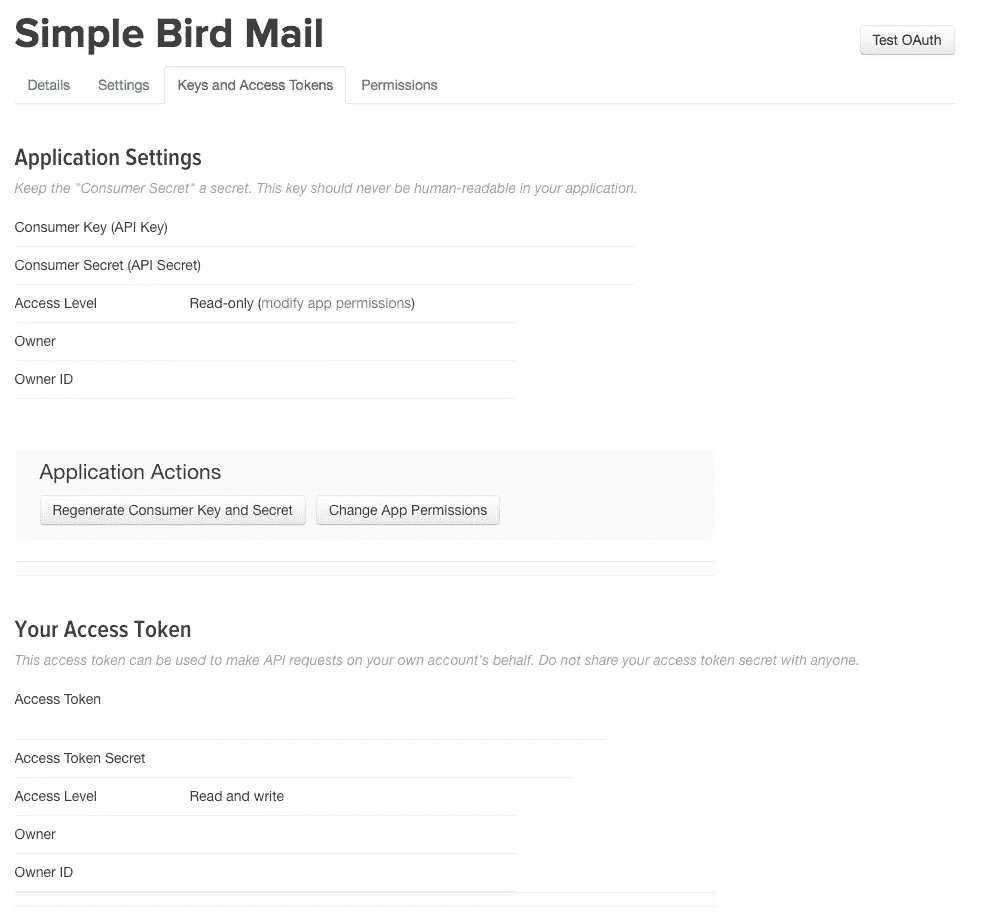 Simple Bird Mail
Test OAuth
Details Settings Keys and Access Tokens Permissions
Application Settings
Keep the "Consumer Secret" a secret. This key should never be human-readable in your application.
Consumer Key (API Key)
Consumer Secret (API Secret)
Access Level Read-only (modify app permissions)
Owner
Owner ID
Application Actions
Regenerate Consumer Key and Secret Change App Permissions
Your Access Token
This access token can be used to make API requests on your own account's behalf. Do not share your access token secret with anyone.
Access Token
Access Token Secret
Access Level Read and write
Owner
Owner ID